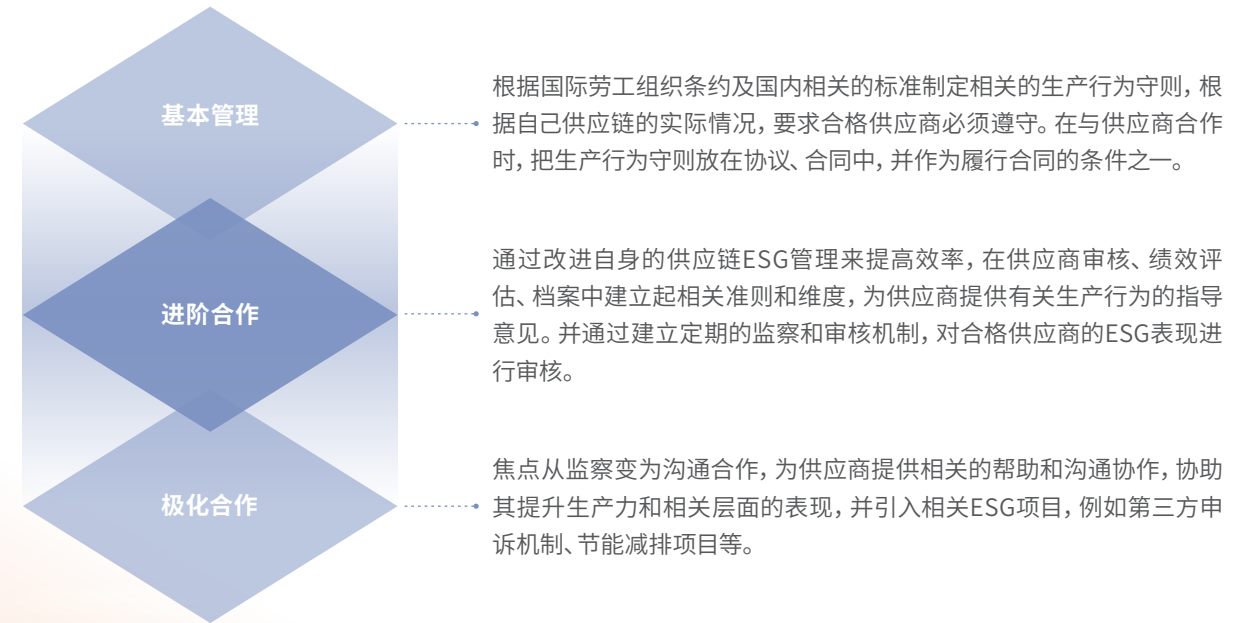 基本管理
根据国际劳工组织条约及国内相关的标准制定相关的生产行为守则，根
据自己供应链的实际情况，要求合格供应商必须遵守。在与供应商合作
时，把生产行为守则放在协议、合同中，并作为履行合同的条件之一。
进阶合作
通过改进自身的供应链ESG管理来提高效率，在供应商审核、绩效评
估、档案中建立起相关准则和维度，为供应商提供有关生产行为的指导
意见。并通过建立定期的监察和审核机制，对合格供应商的ESG表现进
行审核。
极化合作
焦点从监察变为沟通合作，为供应商提供相关的帮助和沟通协作，协助
其提升生产力和相关层面的表现，并引入相关ESG项目，例如第三方申
诉机制、节能减排项目等。